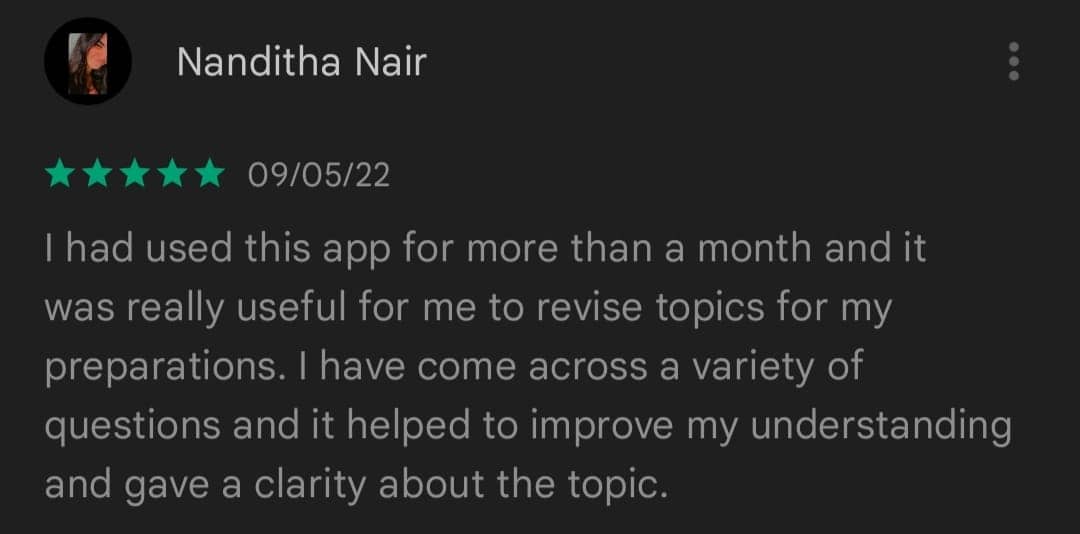 Nanditha Nair
09/05/22
I had used this app for more than a month and it
was really useful for me to revise topics for my
preparations. I have come across a variety of
questions and it helped to improve my understanding
and gave a clarity about the topic.